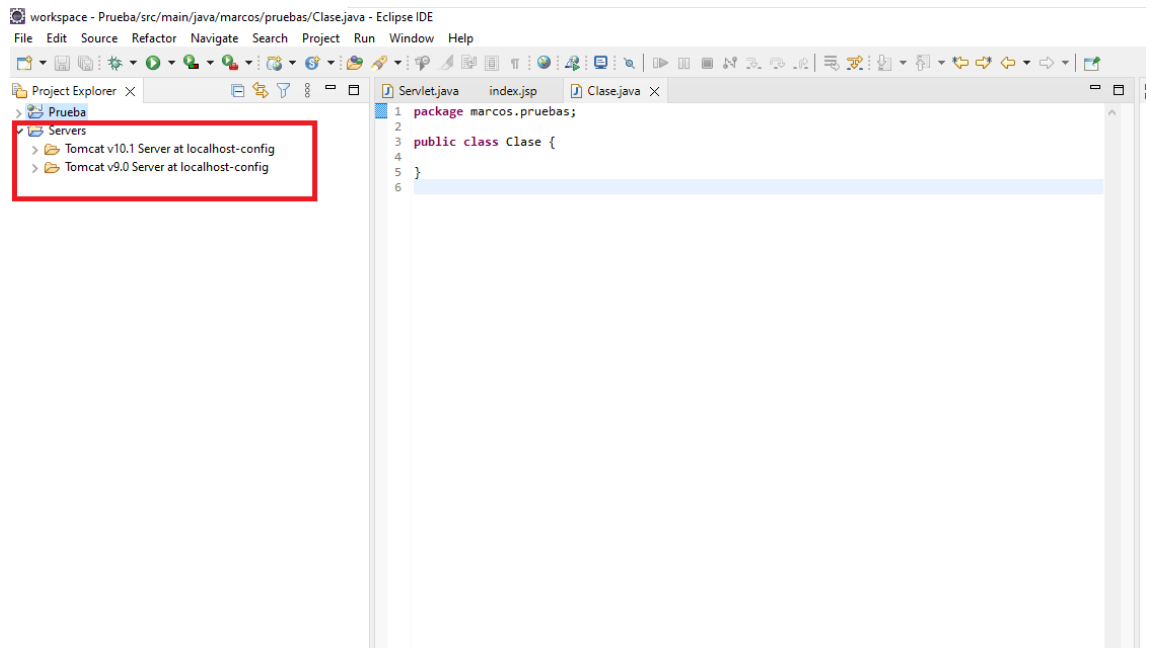 workspace - Prueba/src/main/java/marcos/pruebas/Clase.java - Eclipse IDE
File Edit Source Refactor Navigate Search Project Run Window Help
Project Explorer
Servlet.java index.jsp Clase.java
Prueba
Servers
Tomcat v10.1 Server at localhost-config
Tomcat v9.0 Server at localhost-config
1 package marcos.pruebas;
2
3 public class Clase {
4
5 }
6